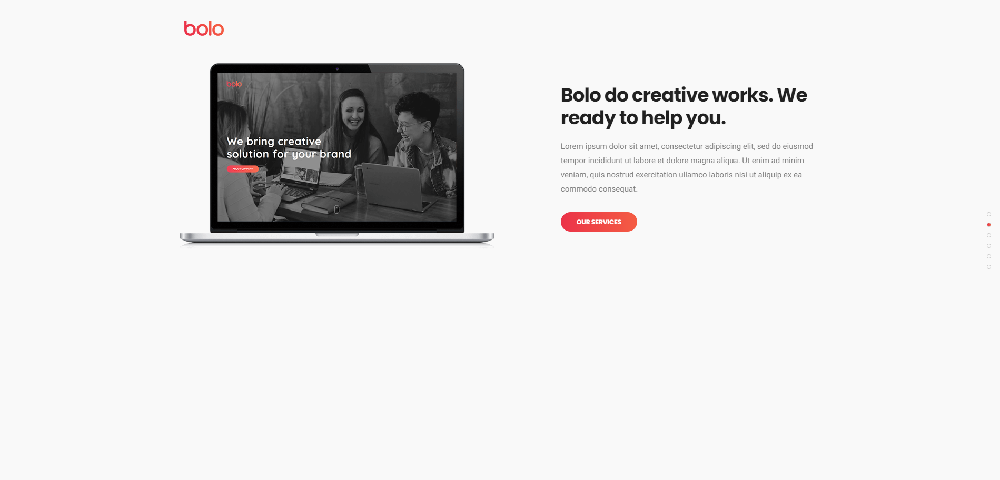 bolo
bolo
We bring creative
solution for your brand
ABOUT COMPANY
Bolo do creative works. We
ready to help you.
Lorem ipsum dolor sit amet, consectetur adipiscing elit, sed do eiusmod
tempor incididunt ut labore et dolore magna aliqua. Ut enim ad minim
veniam, quis nostrud exercitation ullamco laboris nisi ut aliquip ex ea
commodo consequat.
OUR SERVICES